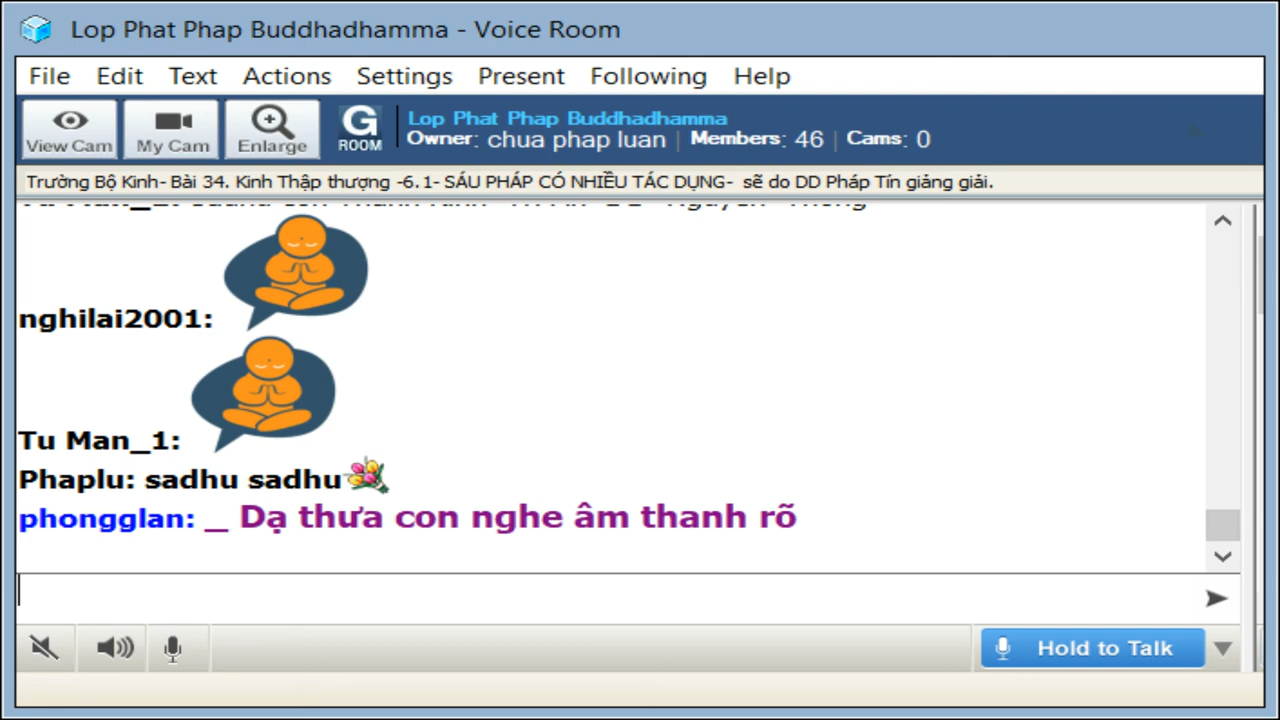 Lop Phat Phap Buddhadhamma - Voice Room
File Edit Text Actions Settings Present Following Help
View Cam My Cam Enlarge G ROOM
Lop Phat Phap Buddhadhamma
Owner: chua phap luan | Members: 46 | Cams: 0
Trường Bộ Kinh- Bài 34. Kinh Thập thượng -6.1- SÁU PHÁP CÓ NHIỀU TÁC DỤNG- sẽ do DD Pháp Tín giảng giải.
nghilai2001:
Tu Man_1:
Phaplu: sadhu sadhu
phongglan: _ Dạ thưa con nghe âm thanh rõ
Hold to Talk